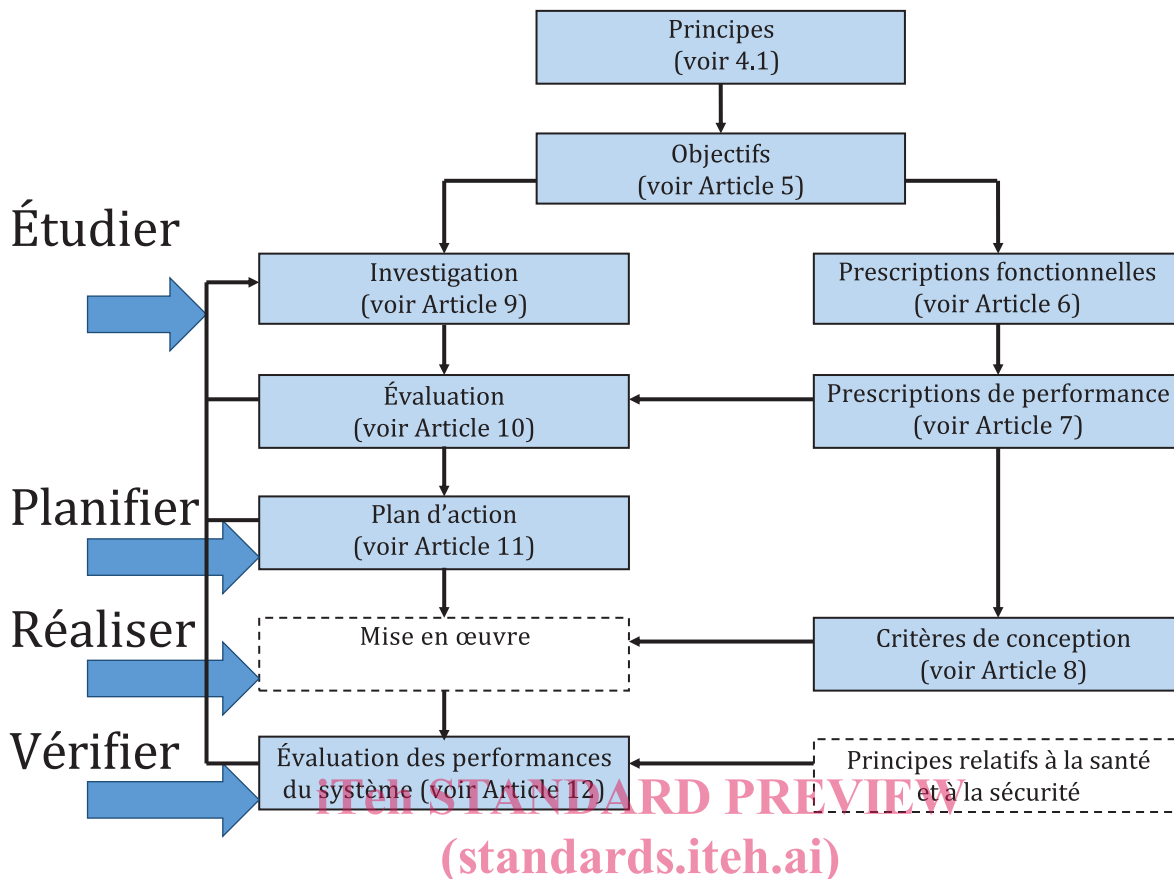 Principes
(voir 4.1)
Objectifs
(voir Article 5)
Étudier
Investigation
(voir Article 9)
Prescriptions fonctionnelles
(voir Article 6)
Évaluation
(voir Article 10)
Prescriptions de performance
(voir Article 7)
Planifier
Plan d’action
(voir Article 11)
Réaliser
Mise en œuvre
Critères de conception
(voir Article 8)
Vérifier
Évaluation des performances
du système (voir Article 12)
Principes relatifs à la santé
et à la sécurité
iTeh STANDARD PREVIEW
(standards.iteh.ai)